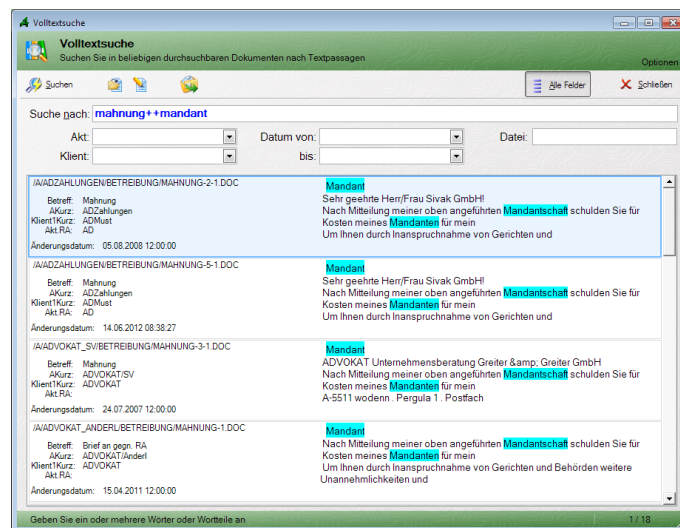 Volltextsuche
Volltextsuche
Suchen Sie in beliebigen durchsuchbaren Dokumenten nach Textpassagen
Optionen
Suchen
Alle Felder
Schließen
Suche nach: mahnung++mandant
Akt:
Datum von:
Datei:
Klient:
bis:
/A/ADZAHLUNGEN/BETREIBUNG/MAHNUNG-2-1.DOC
Betreff: Mahnung
AKurz: ADZahlungen
Klient1Kurz: ADMust
Akt.RA: AD
Änderungsdatum: 05.08.2008 12:00:00
Mandant
Sehr geehrte Herr/Frau Sivak GmbH!
Nach Mitteilung meiner oben angeführten Mandantschaft schulden Sie für
Kosten meines Mandanten für mein
Um Ihnen durch Inanspruchnahme von Gerichten und
/A/ADZAHLUNGEN/BETREIBUNG/MAHNUNG-5-1.DOC
Betreff: Mahnung
AKurz: ADZahlungen
Klient1Kurz: ADMust
Akt.RA: AD
Änderungsdatum: 14.06.2012 08:38:27
Mandant
Sehr geehrte Herr/Frau Sivak GmbH!
Nach Mitteilung meiner oben angeführten Mandantschaft schulden Sie für
Kosten meines Mandanten für mein
Um Ihnen durch Inanspruchnahme von Gerichten und
/A/ADVOKAT_SV/BETREIBUNG/MAHNUNG-3-1.DOC
Betreff: Mahnung
AKurz: ADVOKAT/SV
Klient1Kurz: ADVOKAT
Akt.RA:
Änderungsdatum: 24.07.2007 12:00:00
Mandant
ADVOKAT Unternehmensberatung Greiter &amp; Greiter GmbH
Nach Mitteilung meiner oben angeführten Mandantschaft schulden Sie für
Kosten meines Mandanten für mein
A-5511 wodenn . Pergula 1 . Postfach
/A/ADVOKAT_ANDERL/BETREIBUNG/MAHNUNG-1.DOC
Betreff: Brief an gegn. RA
AKurz: ADVOKAT/Anderl
Klient1Kurz: ADVOKAT
Akt.RA:
Änderungsdatum: 15.04.2011 12:00:00
Mandant
Nach Mitteilung meiner oben angeführten Mandantschaft schulden Sie für
Kosten meines Mandanten für mein
Um Ihnen durch Inanspruchnahme von Gerichten und Behörden weitere
Unannehmlichkeiten und
Geben Sie ein oder mehrere Wörter oder Wortteile an
1 / 18